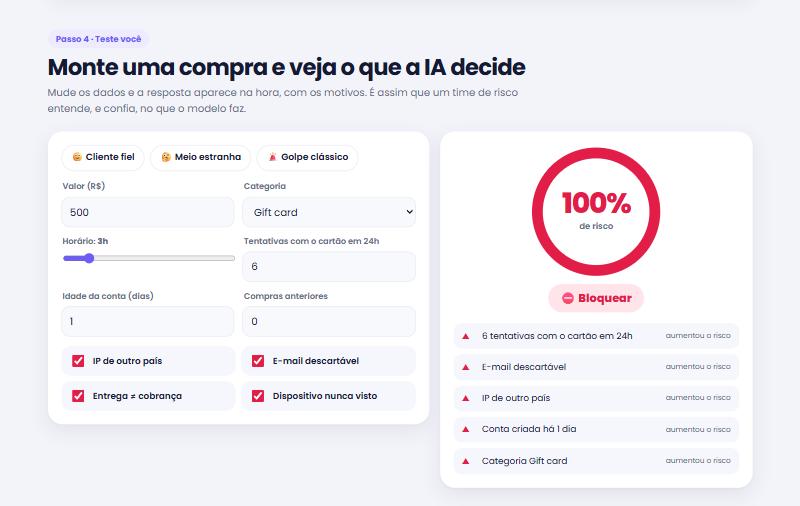 Passo 4 · Teste você
Monte uma compra e veja o que a IA decide
Mude os dados e a resposta aparece na hora, com os motivos. É assim que um time de risco
entende, e confia, no que o modelo faz.
Cliente fiel
Meio estranha
Golpe clássico
Valor (R$)
Categoria
500
Gift card
Horário: 3h
Tentativas com o cartão em 24h
6
Idade da conta (dias)
Compras anteriores
1
0
IP de outro país
E-mail descartável
Entrega ≠ cobrança
Dispositivo nunca visto
100%
de risco
Bloquear
6 tentativas com o cartão em 24h aumentou o risco
E-mail descartável aumentou o risco
IP de outro país aumentou o risco
Conta criada há 1 dia aumentou o risco
Categoria Gift card aumentou o risco